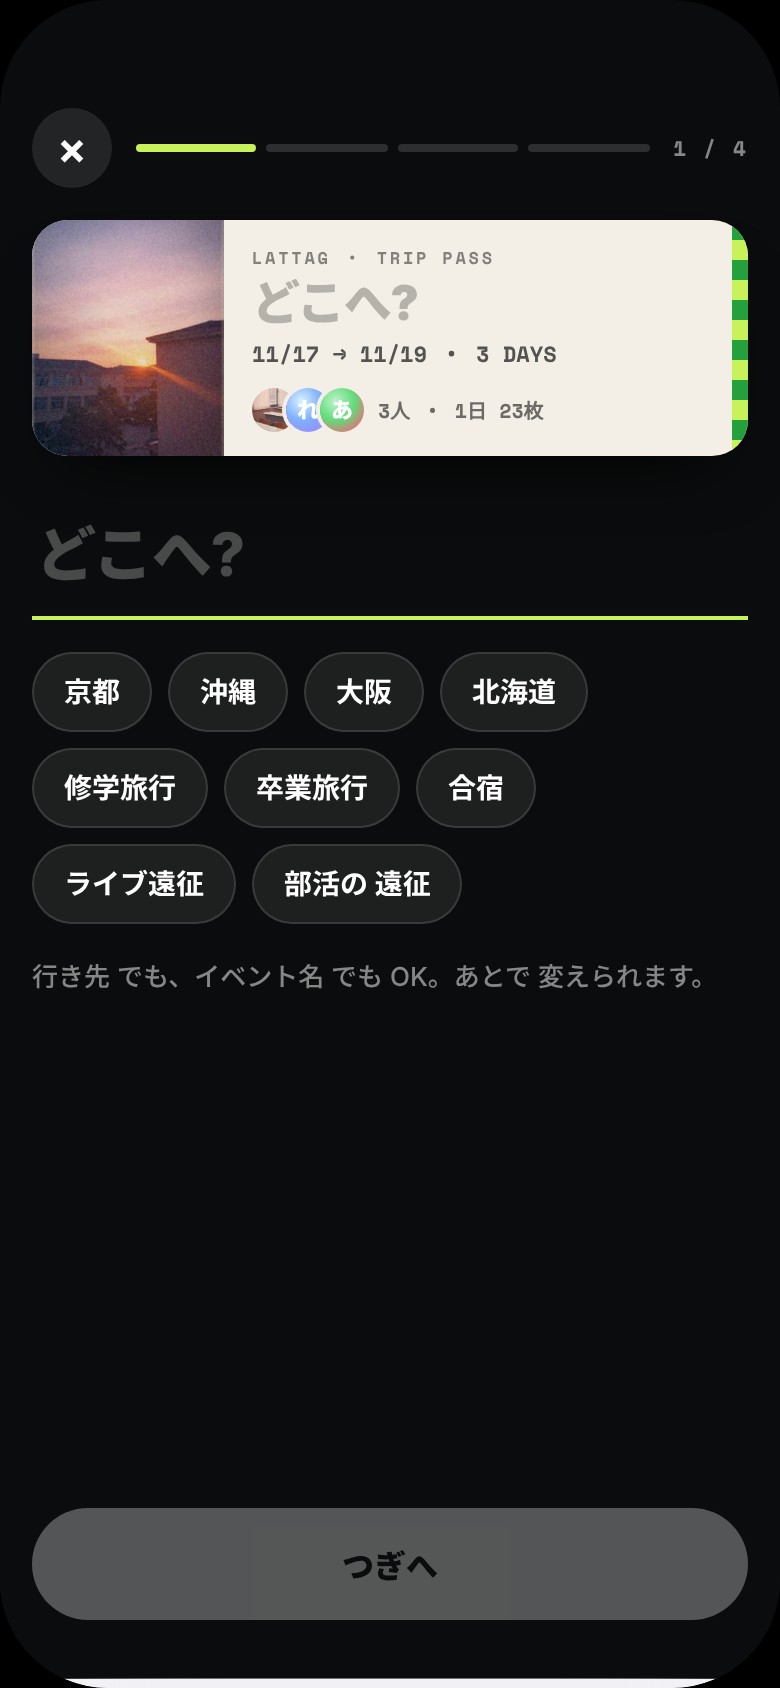 ×
1 / 4
LATTAG · TRIP PASS
どこへ?
11/17 → 11/19 · 3 DAYS
れ あ 3人 · 1日 23枚
どこへ?
京都 沖縄 大阪 北海道
修学旅行 卒業旅行 合宿
ライブ遠征 部活の 遠征
行き先 でも、イベント名 でも OK。あとで 変えられます。
つぎへ